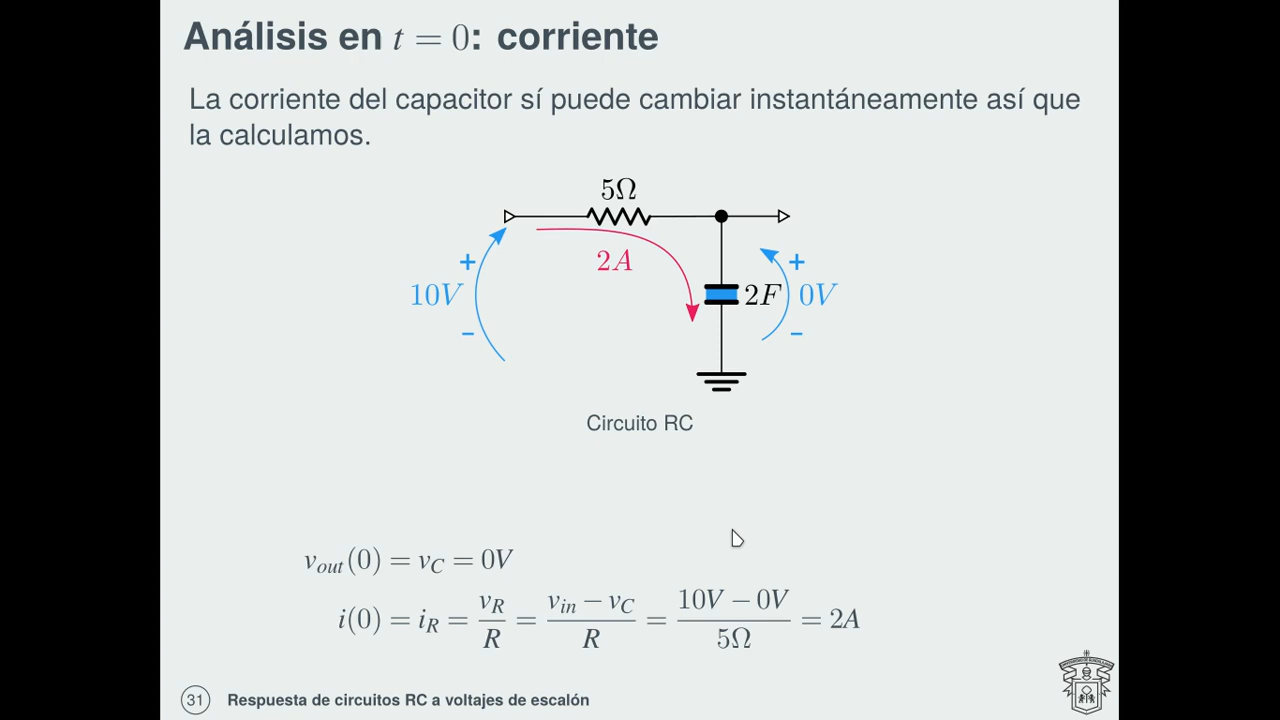 Análisis en t = 0: corriente
La corriente del capacitor sí puede cambiar instantáneamente así que
la calculamos.
5Ω
2A
+
10V
−
2F
+
0V
−
Circuito RC
v_out(0) = v_C = 0V
i(0) = i_R = v_R / R = (v_in − v_C) / R = (10V − 0V) / 5Ω = 2A
31 Respuesta de circuitos RC a voltajes de escalón